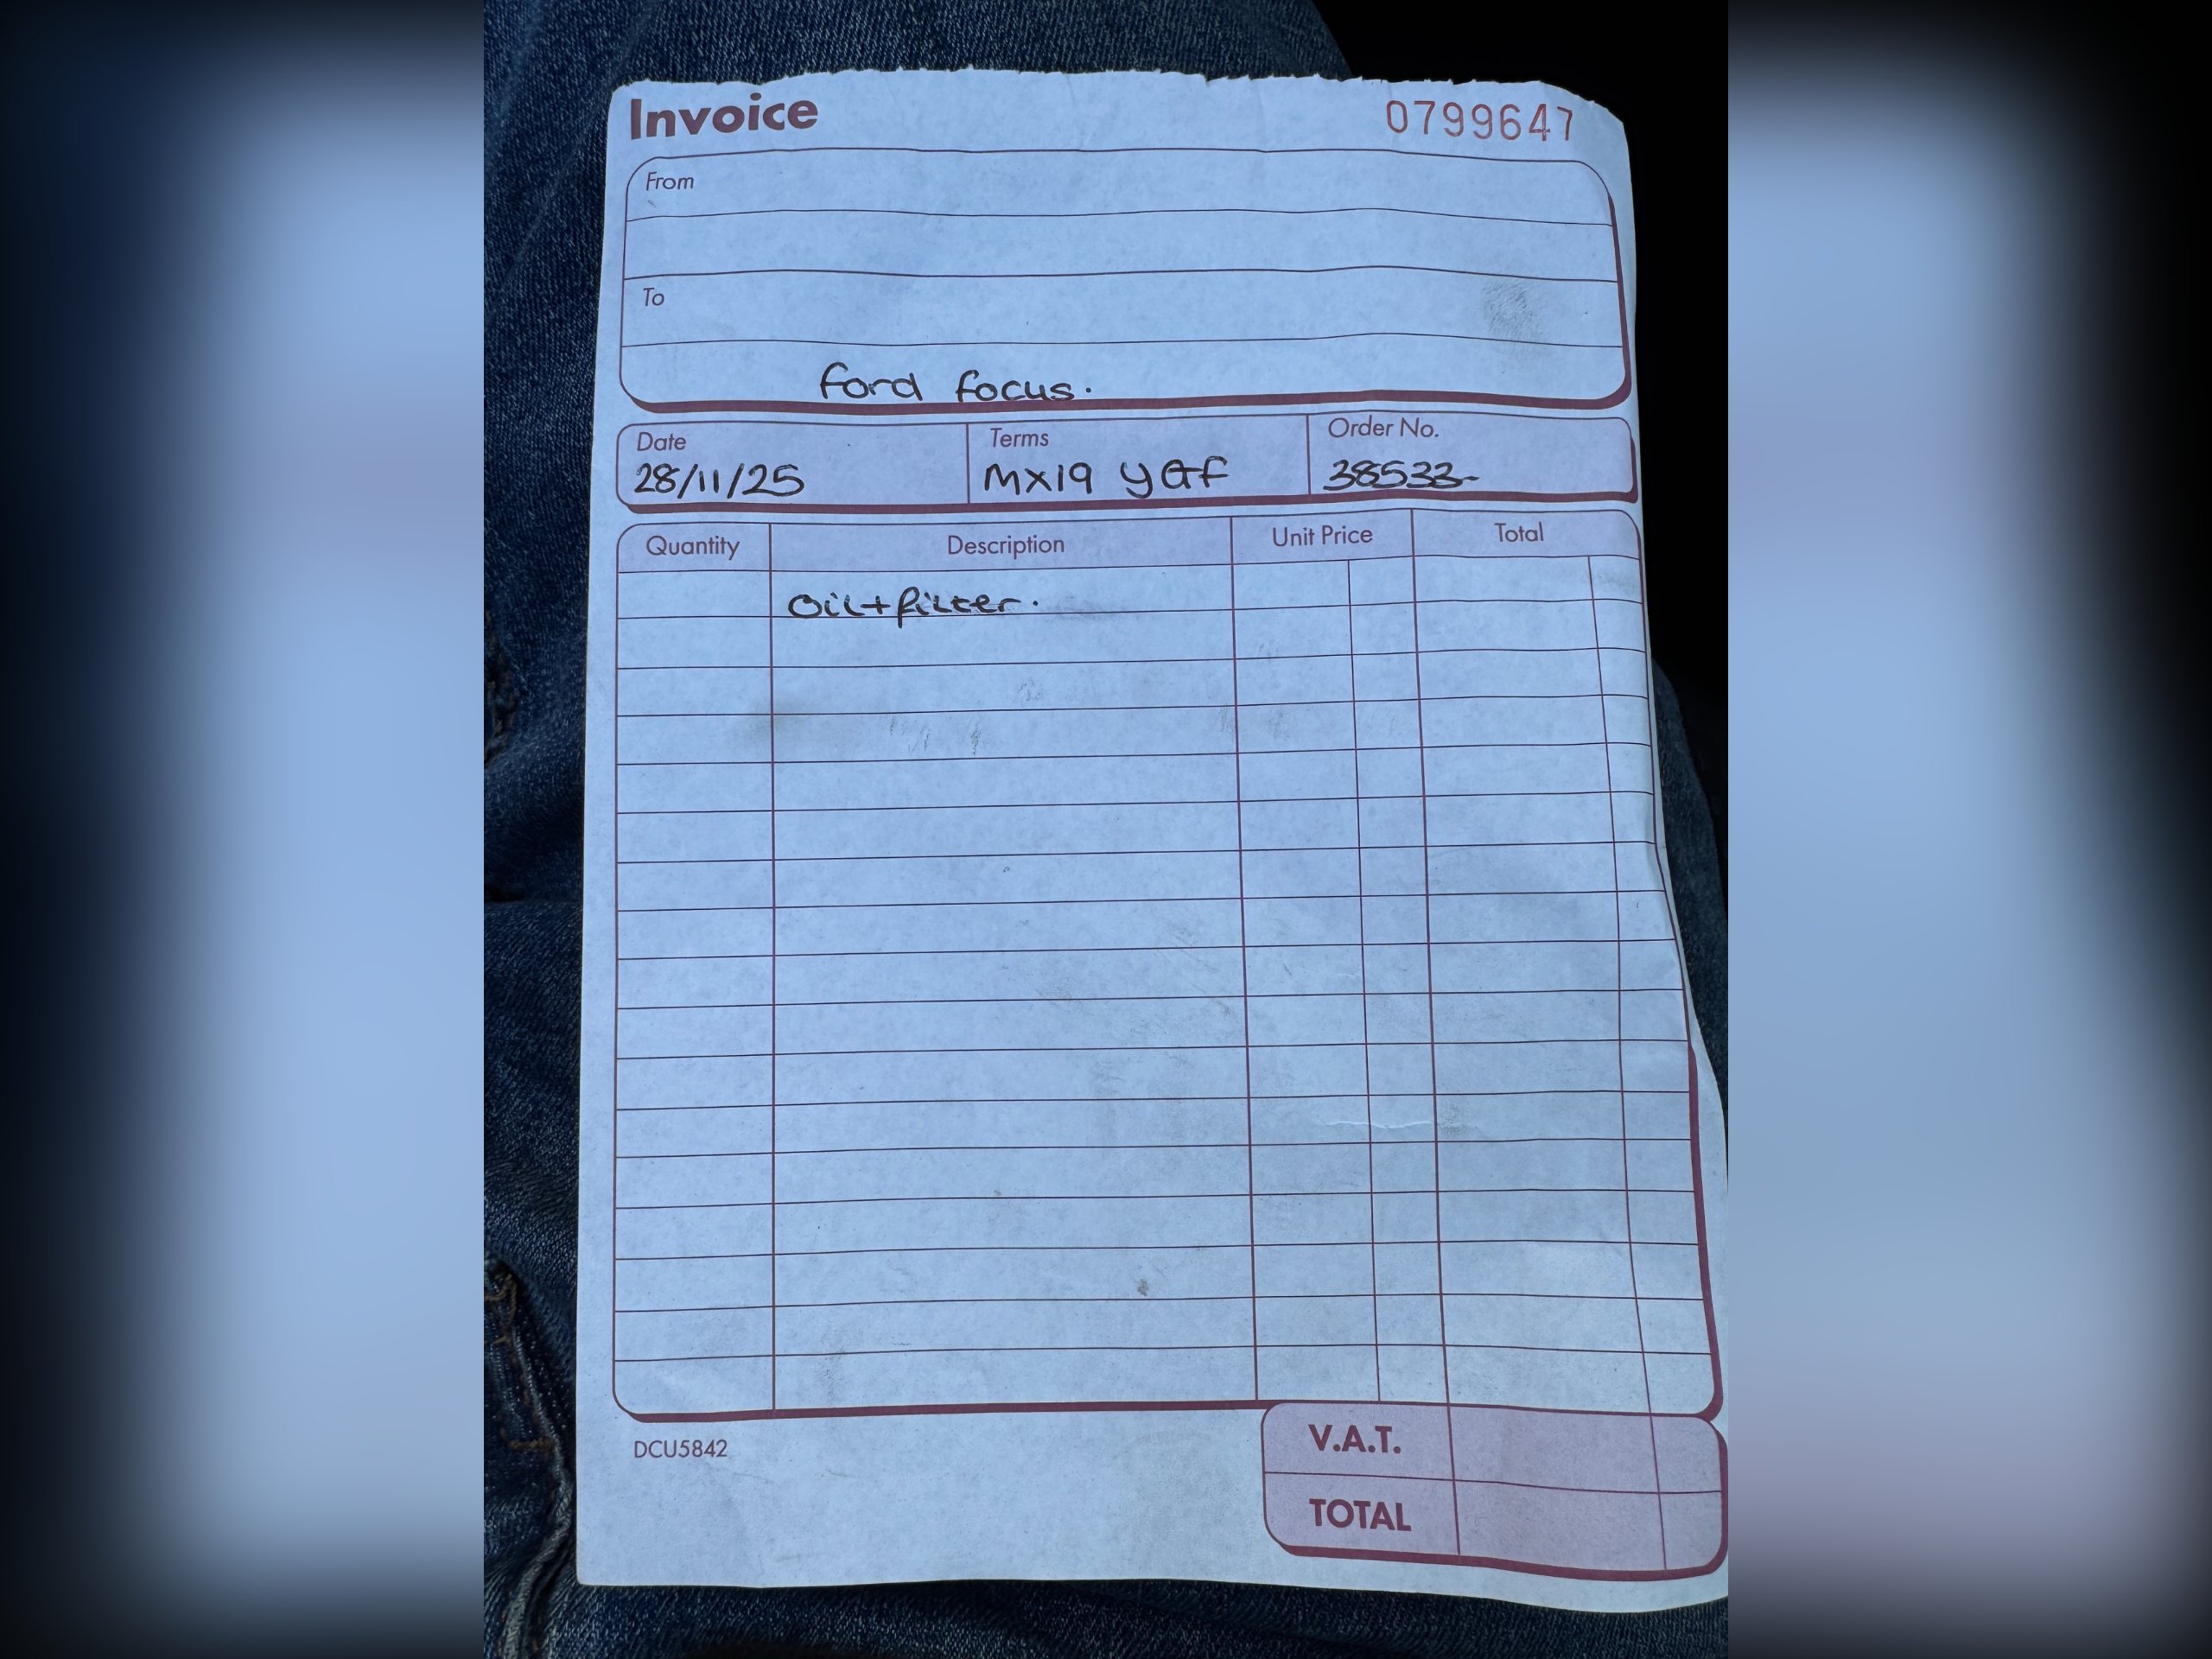 Invoice 0799647
From
To
Ford Focus.
Date Terms Order No.
28/11/25 MX19 YGF 38533-
Quantity Description Unit Price Total
Oil+filter.
V.A.T.
DCU5842
TOTAL